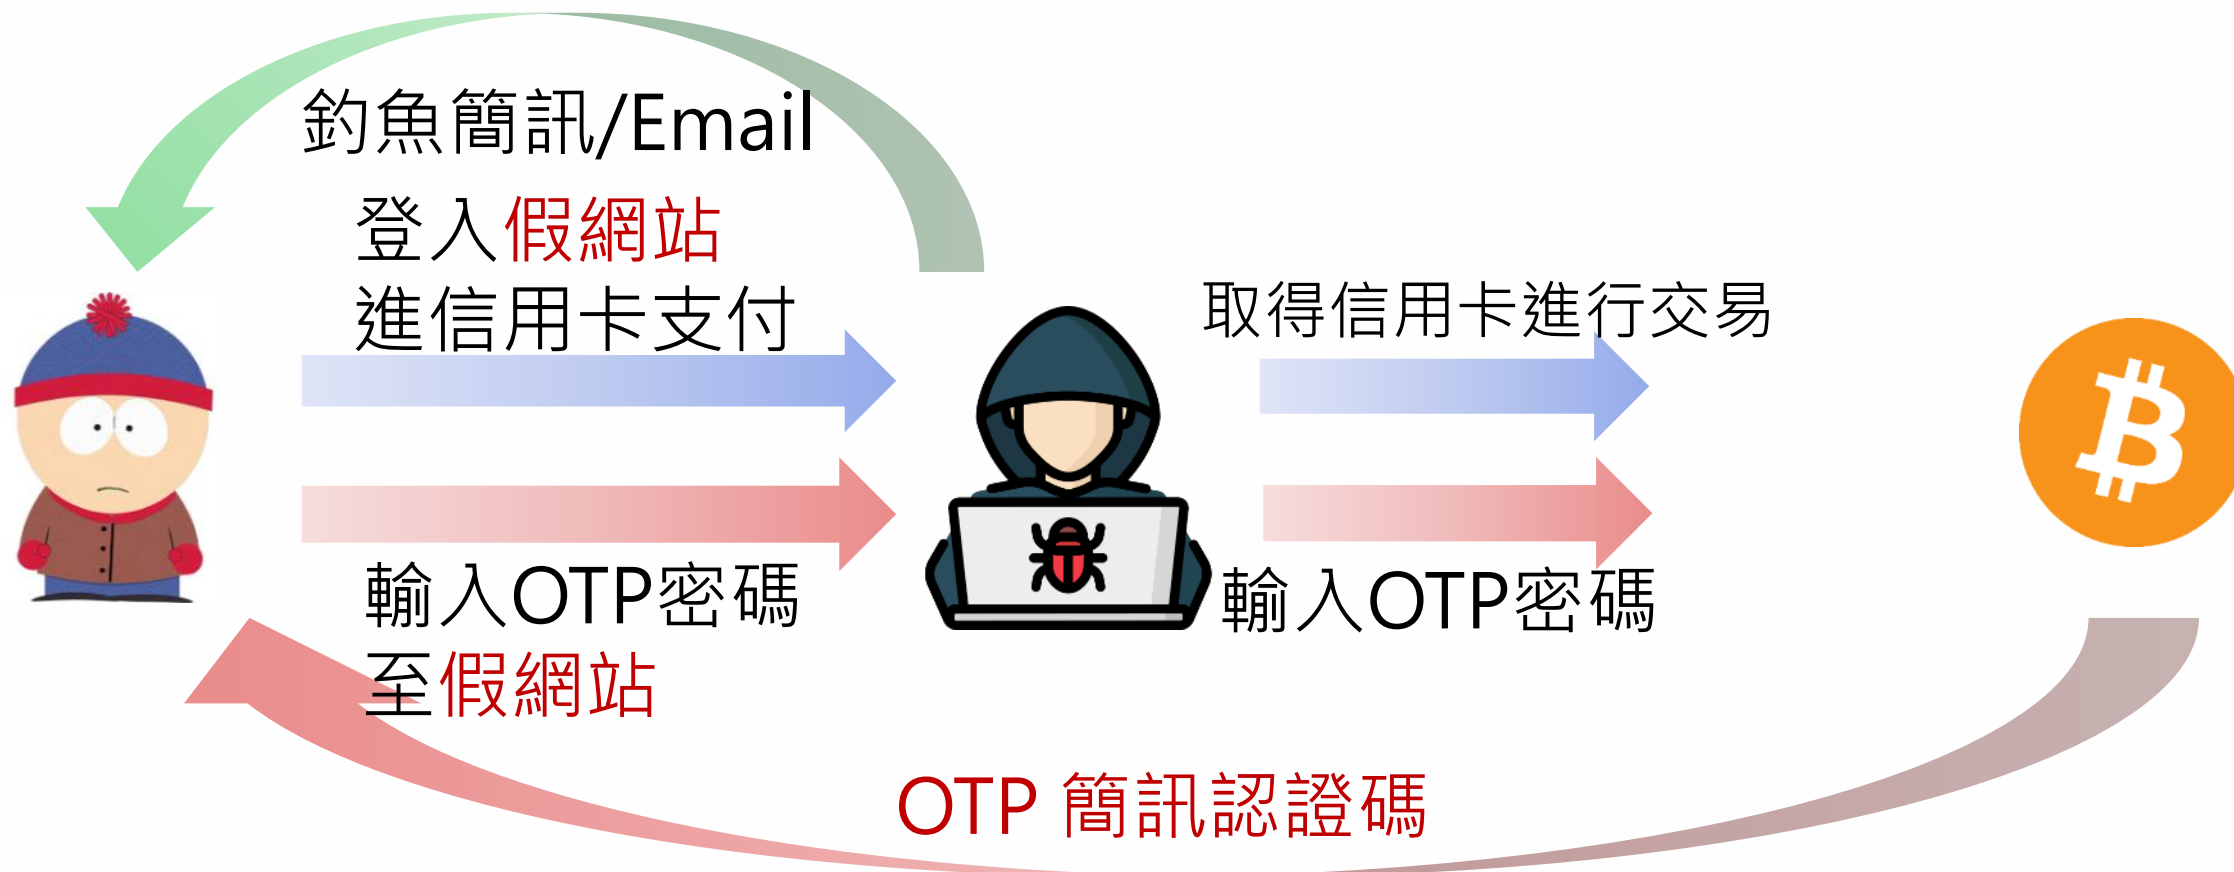 釣魚簡訊/Email
登入假網站
進信用卡支付
取得信用卡進行交易
輸入OTP密碼
至假網站
輸入OTP密碼
OTP 簡訊認證碼